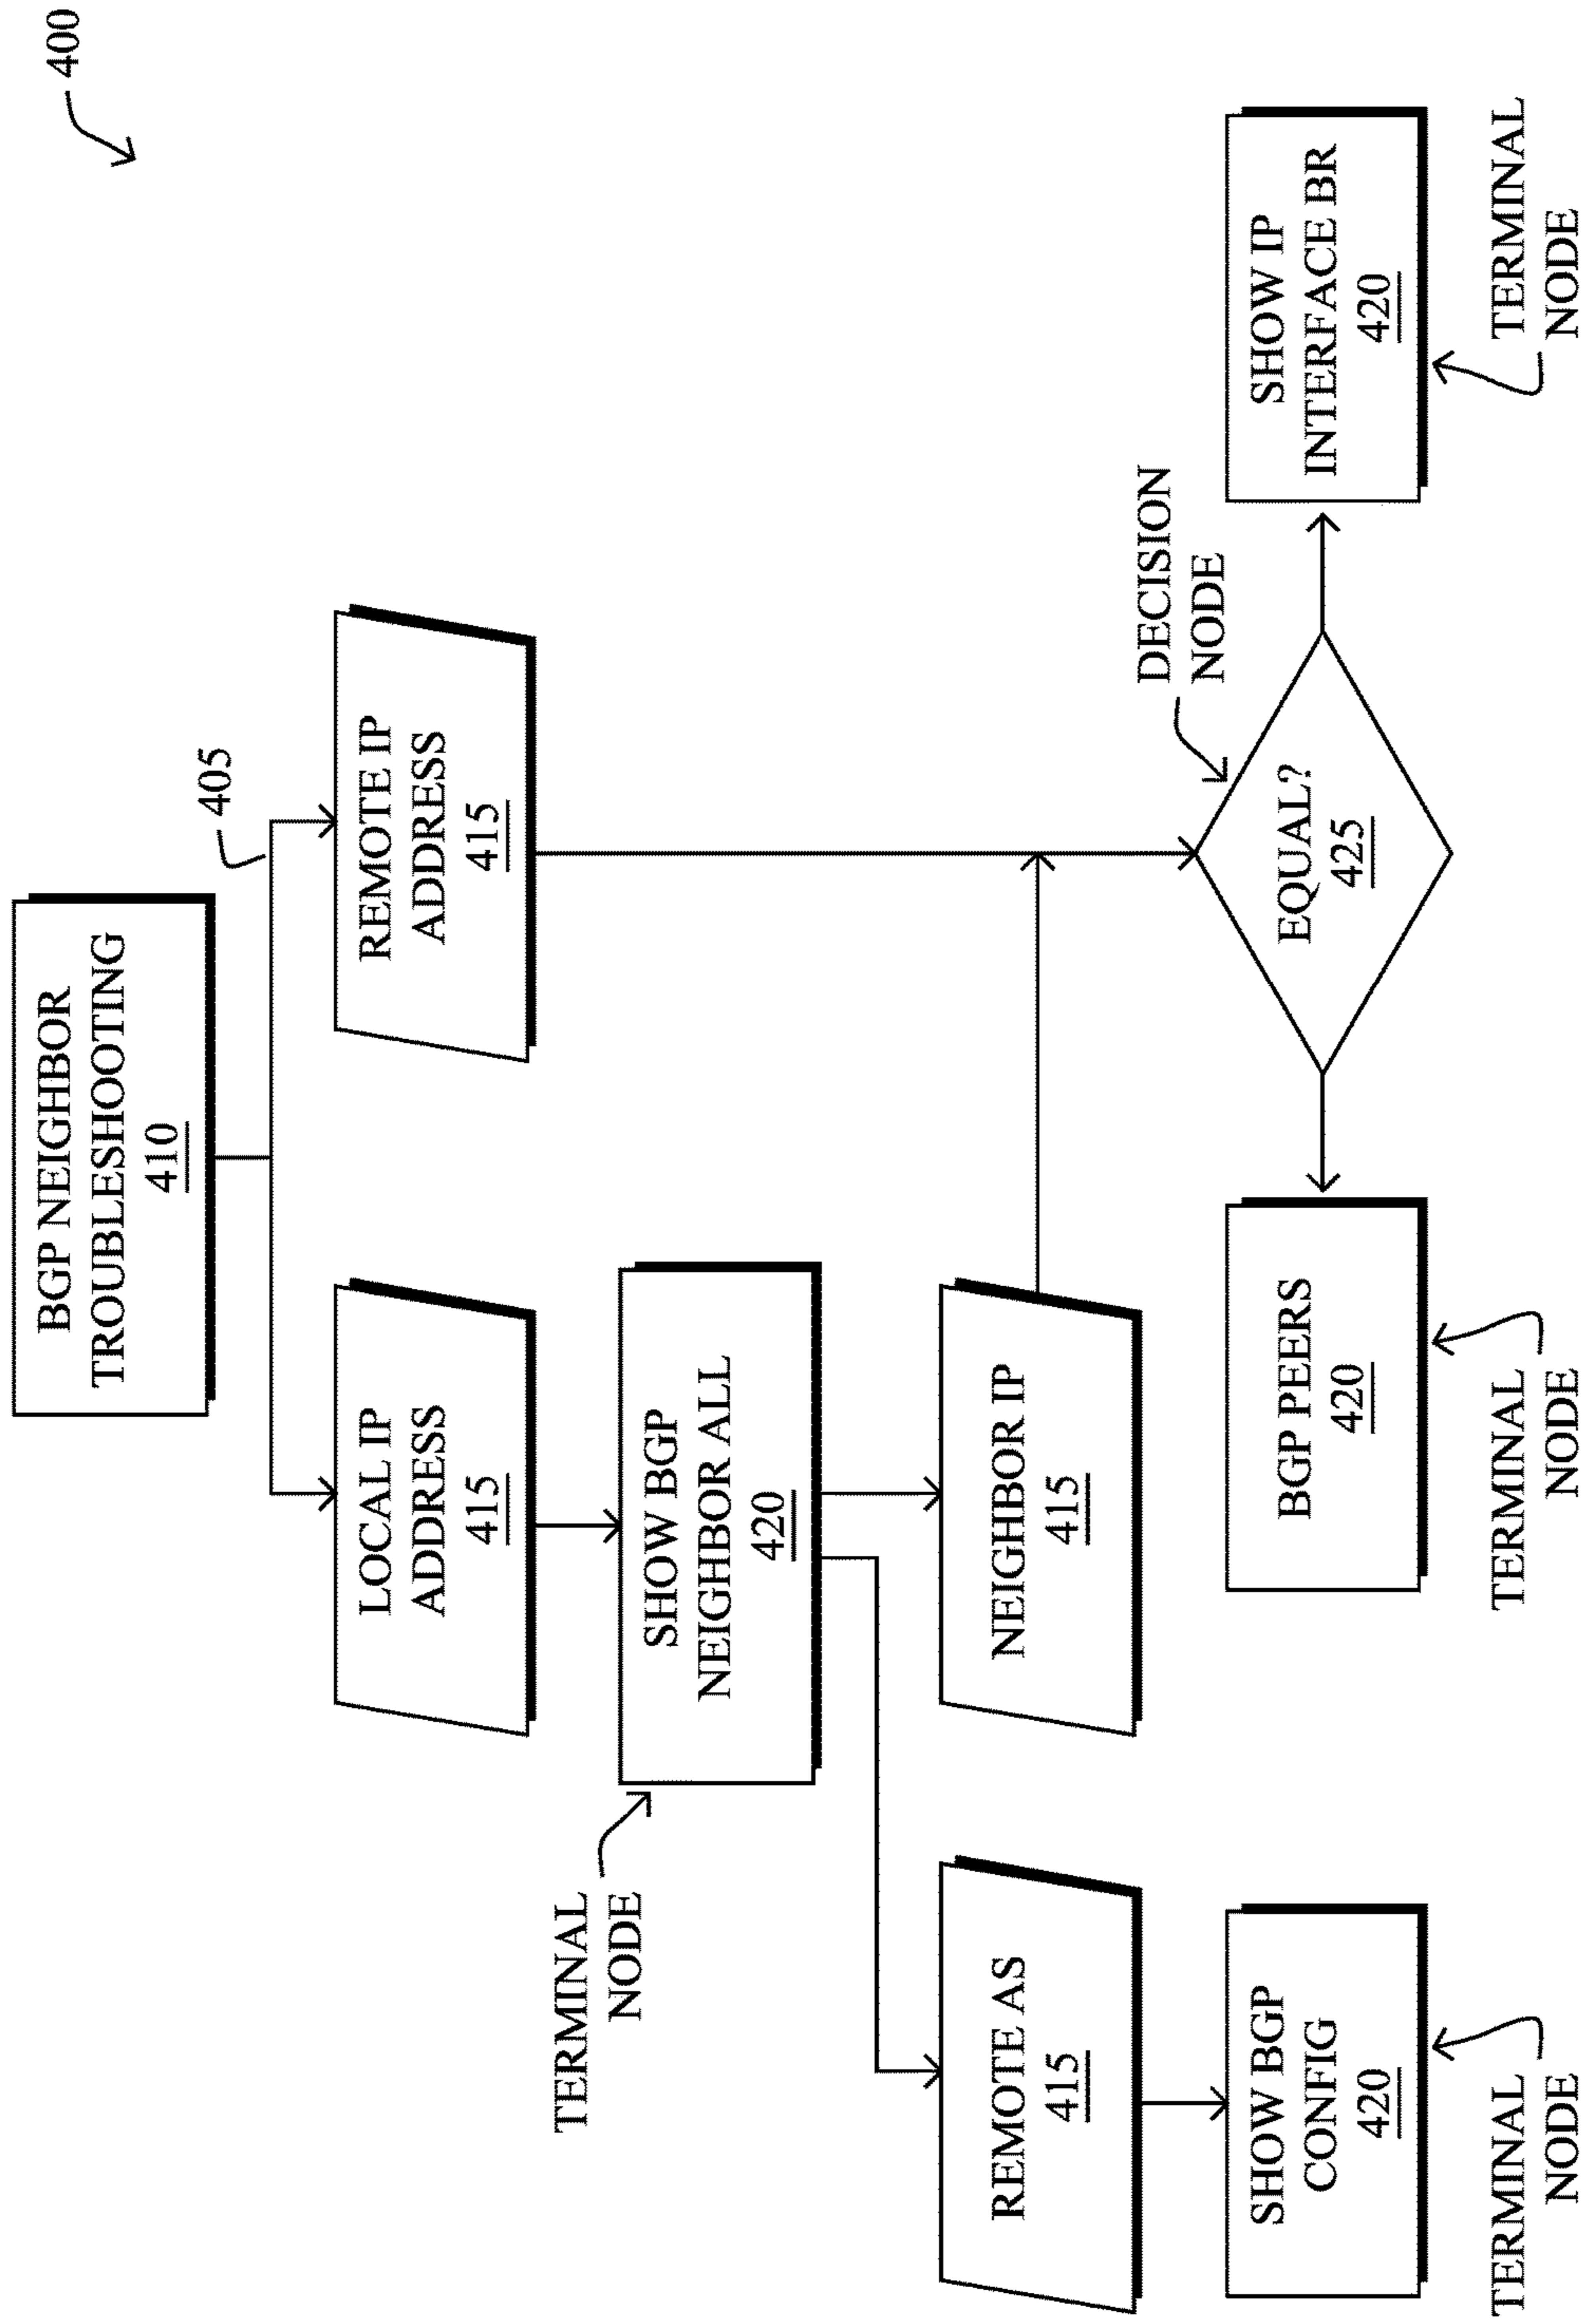 400
BGP NEIGHBOR
TROUBLESHOOTING
410
405
LOCAL IP
ADDRESS
415
REMOTE IP
ADDRESS
415
TERMINAL
NODE
SHOW BGP
NEIGHBOR ALL
420
REMOTE AS
415
NEIGHBOR IP
415
DECISION
NODE
SHOW BGP
CONFIG
420
BGP PEERS
420
EQUAL?
425
SHOW IP
INTERFACE BR
420
TERMINAL
NODE
TERMINAL
NODE
TERMINAL
NODE